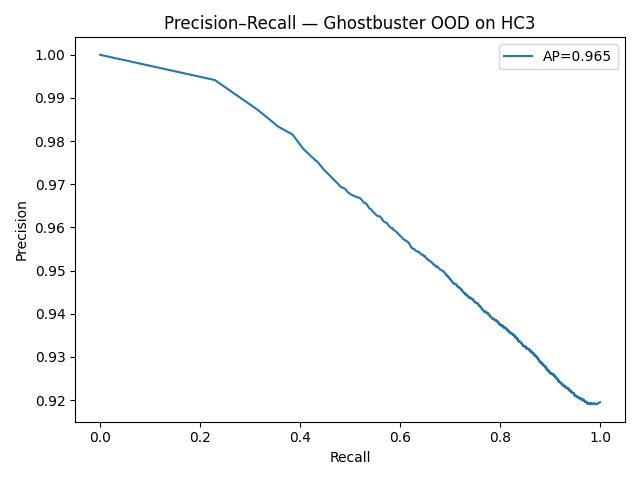 Precision–Recall — Ghostbuster OOD on HC3
AP=0.965
1.00
0.99
0.98
0.97
0.96
0.95
0.94
0.93
0.92
Precision
0.0 0.2 0.4 0.6 0.8 1.0
Recall